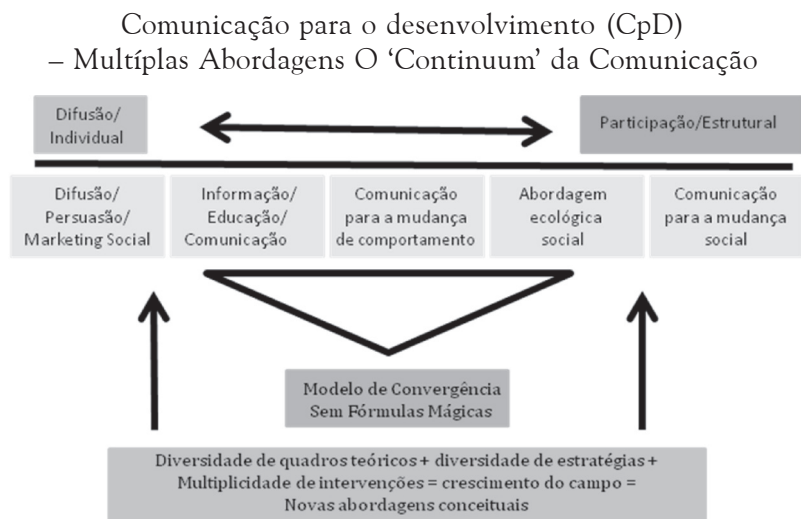 Comunicação para o desenvolvimento (CpD)
– Multíplas Abordagens O ‘Continuum’ da Comunicação
Difusão/
Individual
Participação/Estrutural
Difusão/
Persuasão/
Marketing Social
Informação/
Educação/
Comunicação
Comunicação
para a mudança
de comportamento
Abordagem
ecológica
social
Comunicação
para a mudança
social
Modelo de Convergência
Sem Fórmulas Mágicas
Diversidade de quadros teóricos + diversidade de estratégias +
Multiplicidade de intervenções = crescimento do campo =
Novas abordagens conceituais